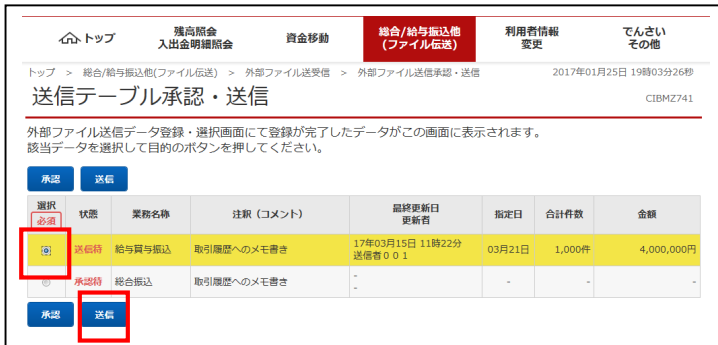 トップ
残高照会
入出金明細照会
資金移動
総合/給与振込他
(ファイル伝送)
利用者情報
変更
でんさい
その他
トップ > 総合/給与振込他(ファイル伝送) > 外部ファイル送受信 > 外部ファイル送信承認・送信 2017年01月25日 19時03分26秒
送信テーブル承認・送信 CIBMZ741
外部ファイル送信データ登録・選択画面にて登録が完了したデータがこの画面に表示されます。
該当データを選択して目的のボタンを押してください。
承認 送信
選択 必須 状態 業務名称 注釈（コメント） 最終更新日 更新者 指定日 合計件数 金額
送信待 給与賞与振込 取引履歴へのメモ書き 17年03月15日 11時22分 送信者００１ 03月21日 1,000件 4,000,000円
承認待 総合振込 取引履歴へのメモ書き - - - - -
承認 送信